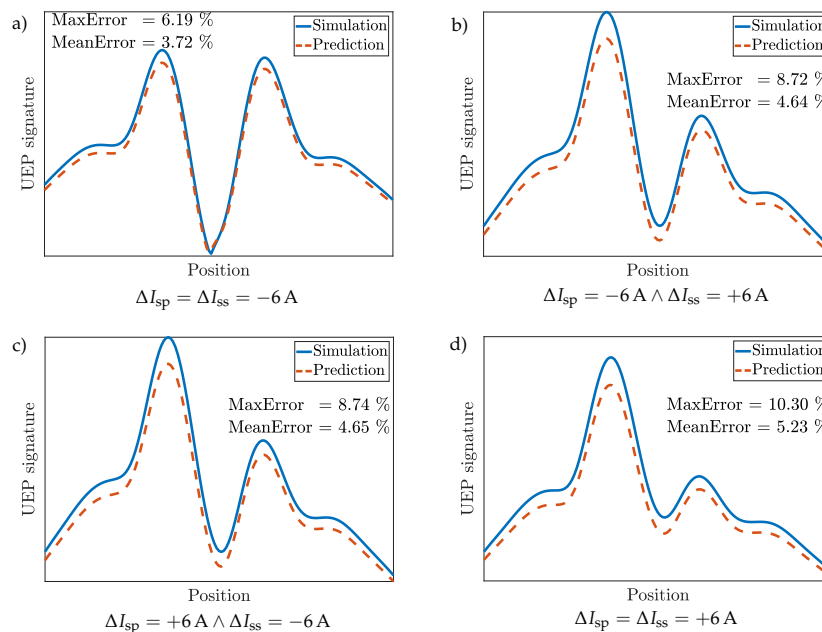 a)
MaxError = 6.19 %
MeanError = 3.72 %
Simulation
Prediction
UEP signature
Position
ΔI_sp = ΔI_ss = −6 A
b)
Simulation
Prediction
MaxError = 8.72 %
MeanError = 4.64 %
UEP signature
Position
ΔI_sp = −6 A ∧ ΔI_ss = +6 A
c)
Simulation
Prediction
MaxError = 8.74 %
MeanError = 4.65 %
UEP signature
Position
ΔI_sp = +6 A ∧ ΔI_ss = −6 A
d)
Simulation
Prediction
MaxError = 10.30 %
MeanError = 5.23 %
UEP signature
Position
ΔI_sp = ΔI_ss = +6 A